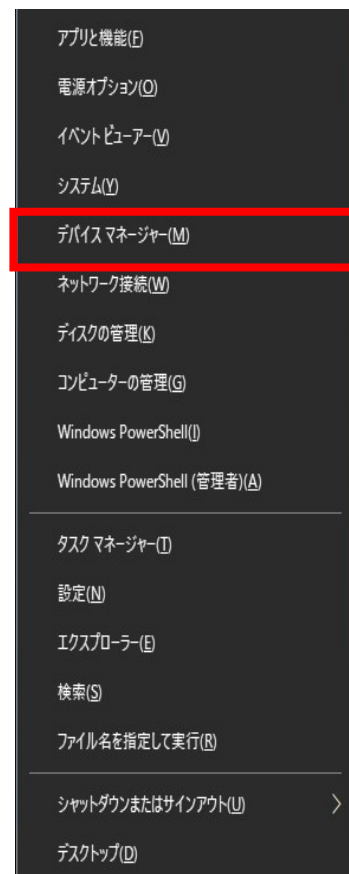 アプリと機能(F)
電源オプション(O)
イベント ビューアー(V)
システム(Y)
デバイス マネージャー(M)
ネットワーク接続(W)
ディスクの管理(K)
コンピューターの管理(G)
Windows PowerShell(I)
Windows PowerShell (管理者)(A)
タスク マネージャー(T)
設定(N)
エクスプローラー(E)
検索(S)
ファイル名を指定して実行(R)
シャットダウンまたはサインアウト(U)
デスクトップ(D)